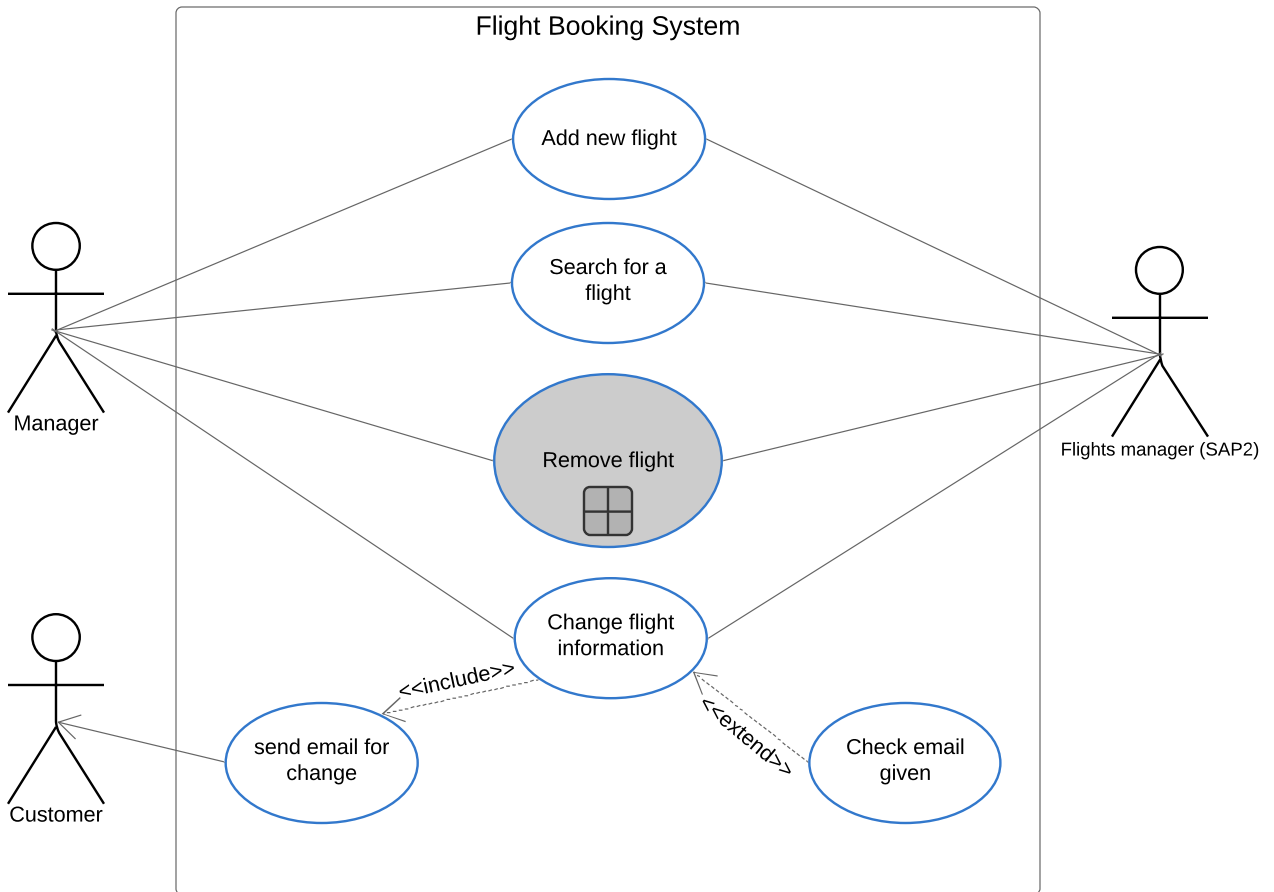 Flight Booking System
Add new flight
Search for a
flight
Manager
Flights manager (SAP2)
Remove flight
Change flight
information
<<include>>
<<extend>>
send email for
change
Check email
given
Customer